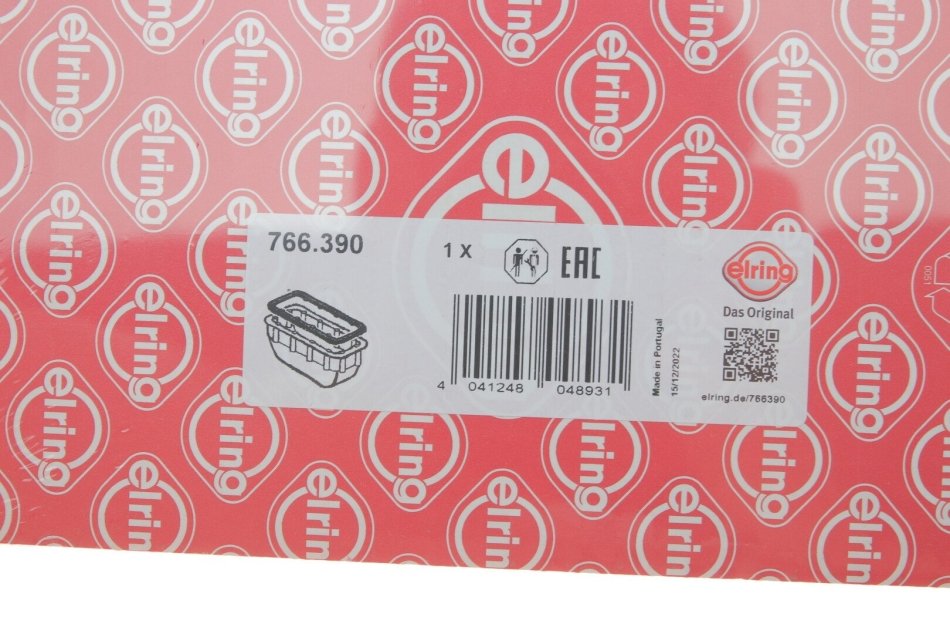 766.390
1 X
EAC
elring
Das Original
4 041248 048931
Made in Portugal
15/12/2022
elring.de/766390
elring